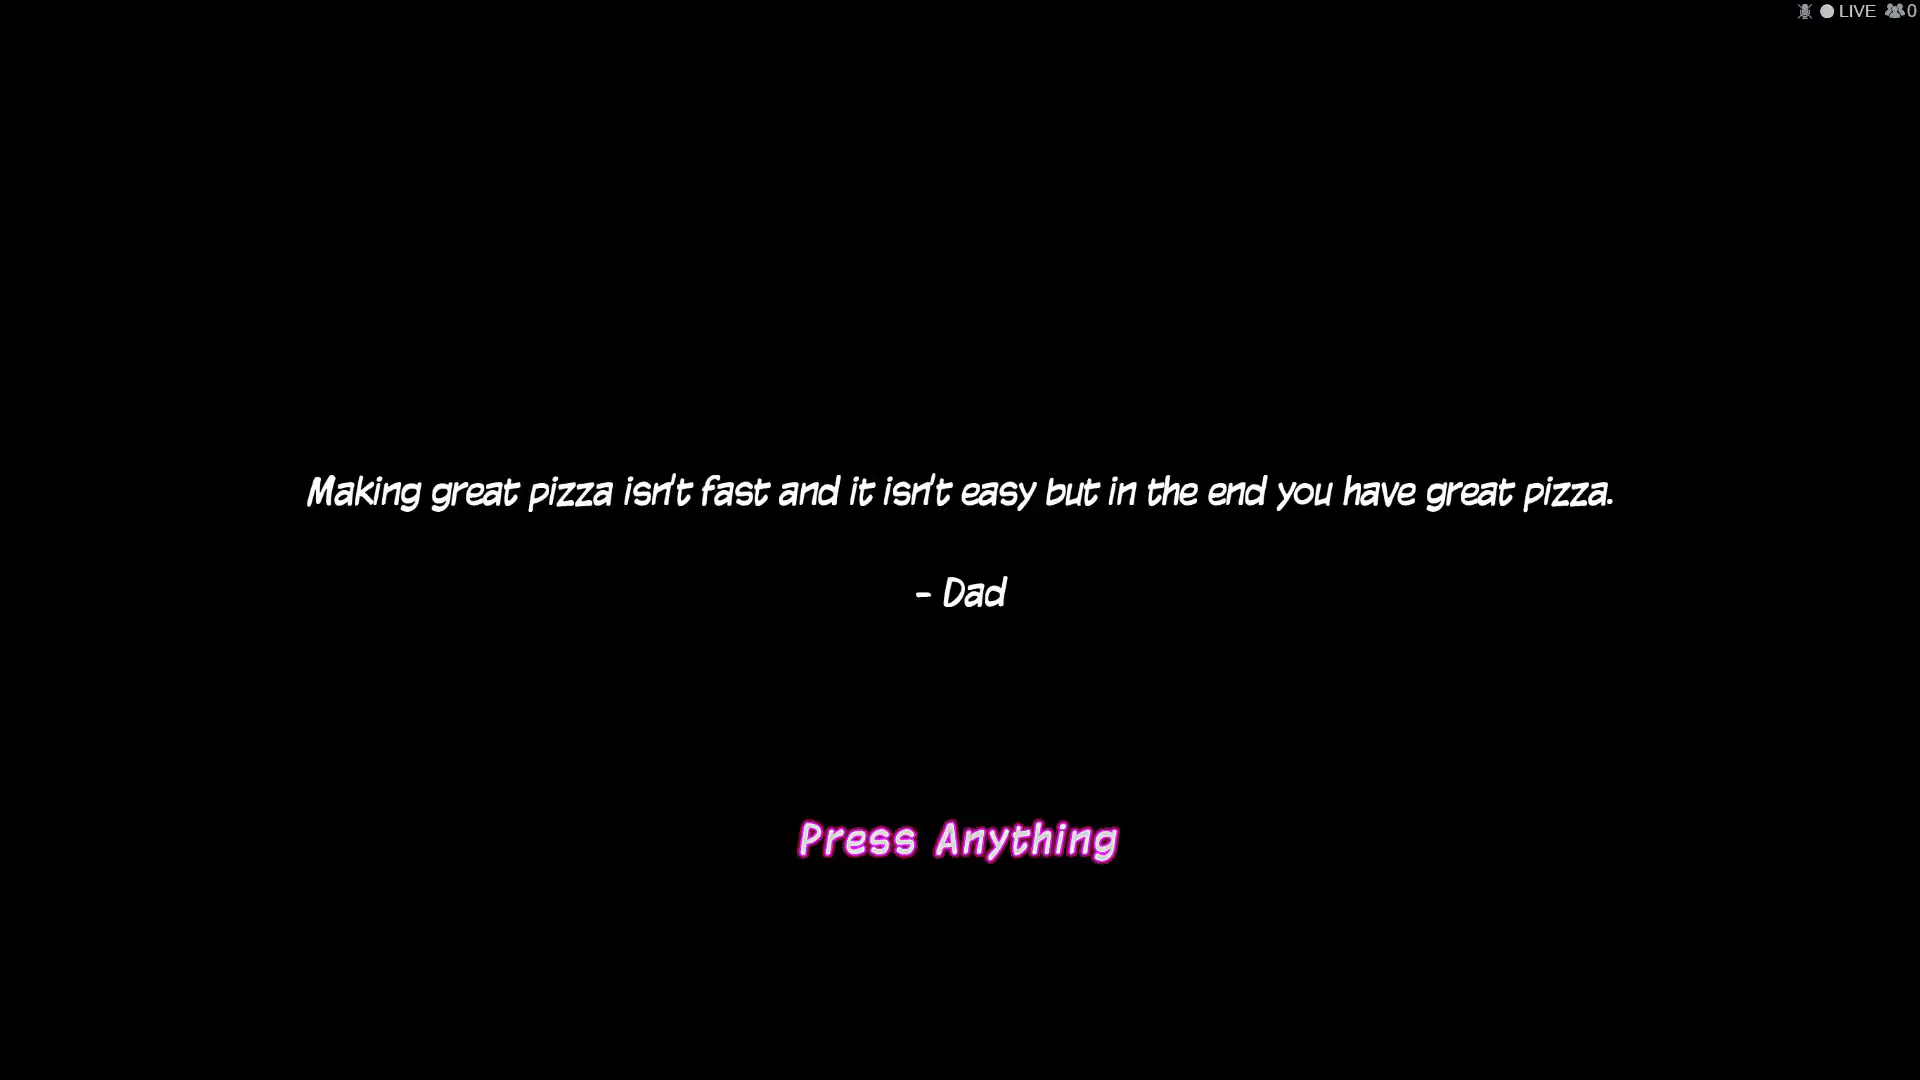 LIVE 0
Making great pizza isn't fast and it isn't easy but in the end you have great pizza.
- Dad
Press Anything